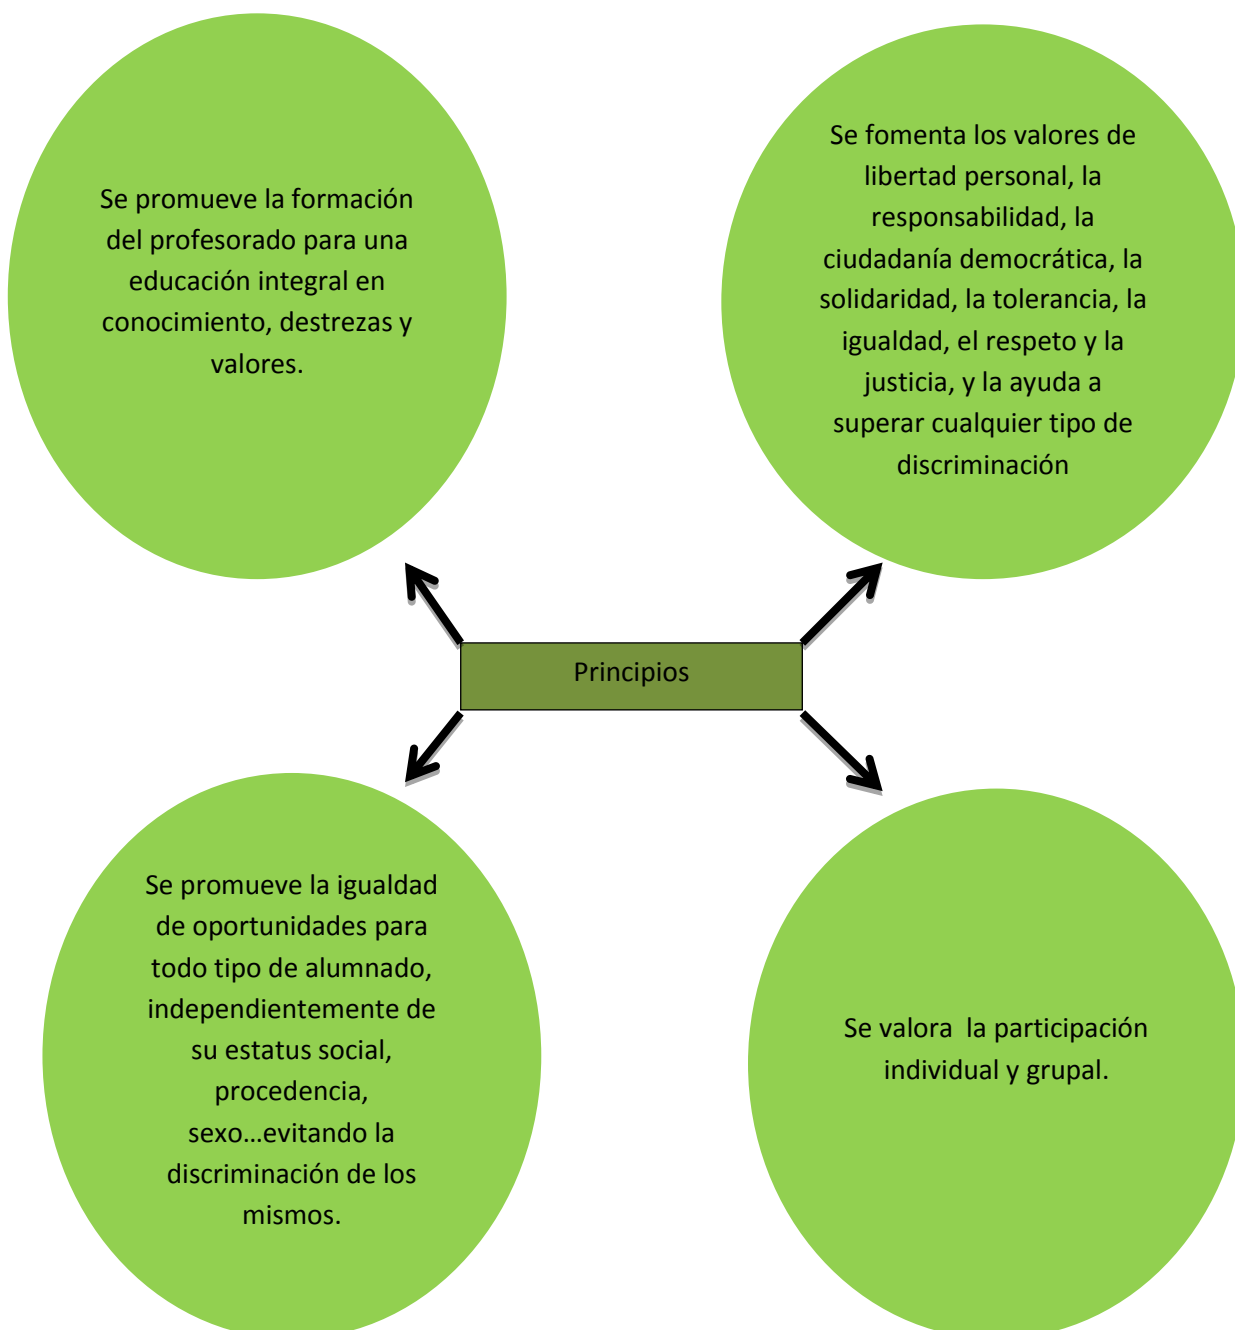 Se promueve la formación
del profesorado para una
educación integral en
conocimiento, destrezas y
valores.
Se fomenta los valores de
libertad personal, la
responsabilidad, la
ciudadanía democrática, la
solidaridad, la tolerancia, la
igualdad, el respeto y la
justicia, y la ayuda a
superar cualquier tipo de
discriminación
Principios
Se promueve la igualdad
de oportunidades para
todo tipo de alumnado,
independientemente de
su estatus social,
procedencia,
sexo...evitando la
discriminación de los
mismos.
Se valora  la participación
individual y grupal.